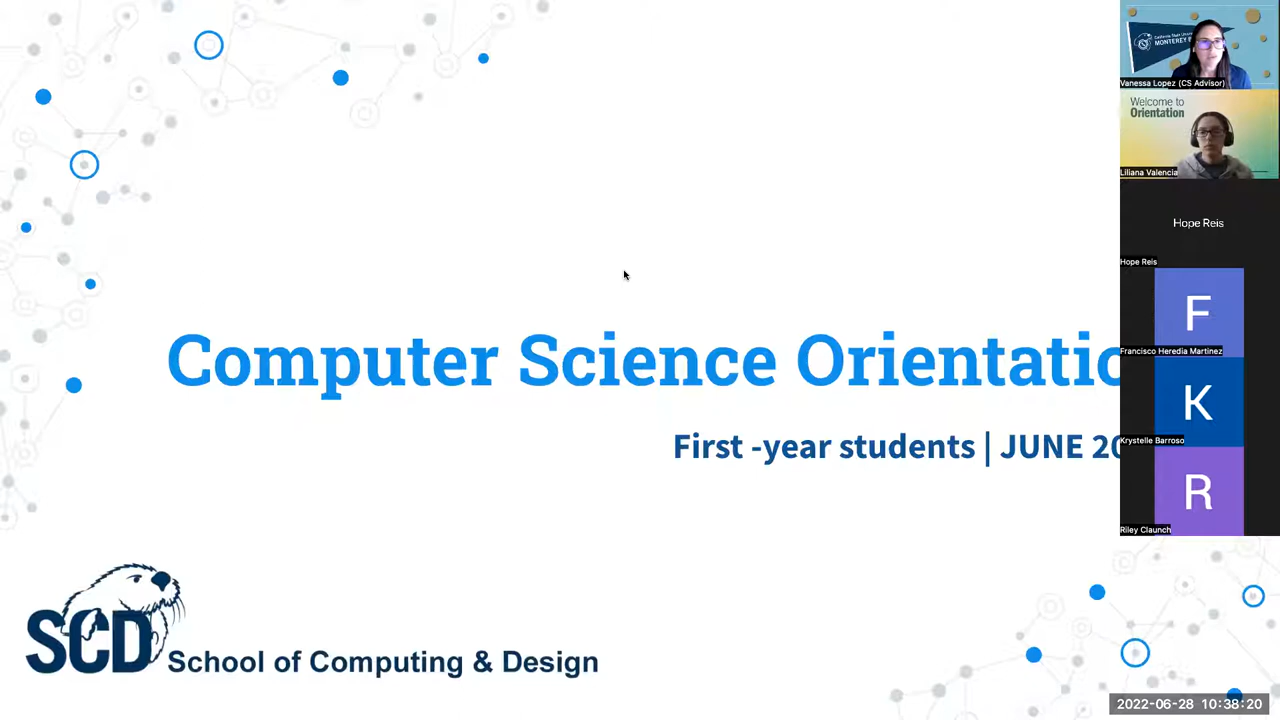 Computer Science Orientatio
First -year students | JUNE 20
SCD
School of Computing & Design
MONTEREY
Vanessa Lopez (CS Advisor)
Welcome to
Orientation
Liliana Valencia
Hope Reis
Hope Reis
F
Francisco Heredia Martinez
K
Krystelle Barroso
R
Riley Claunch
2022-06-28 10:38:20